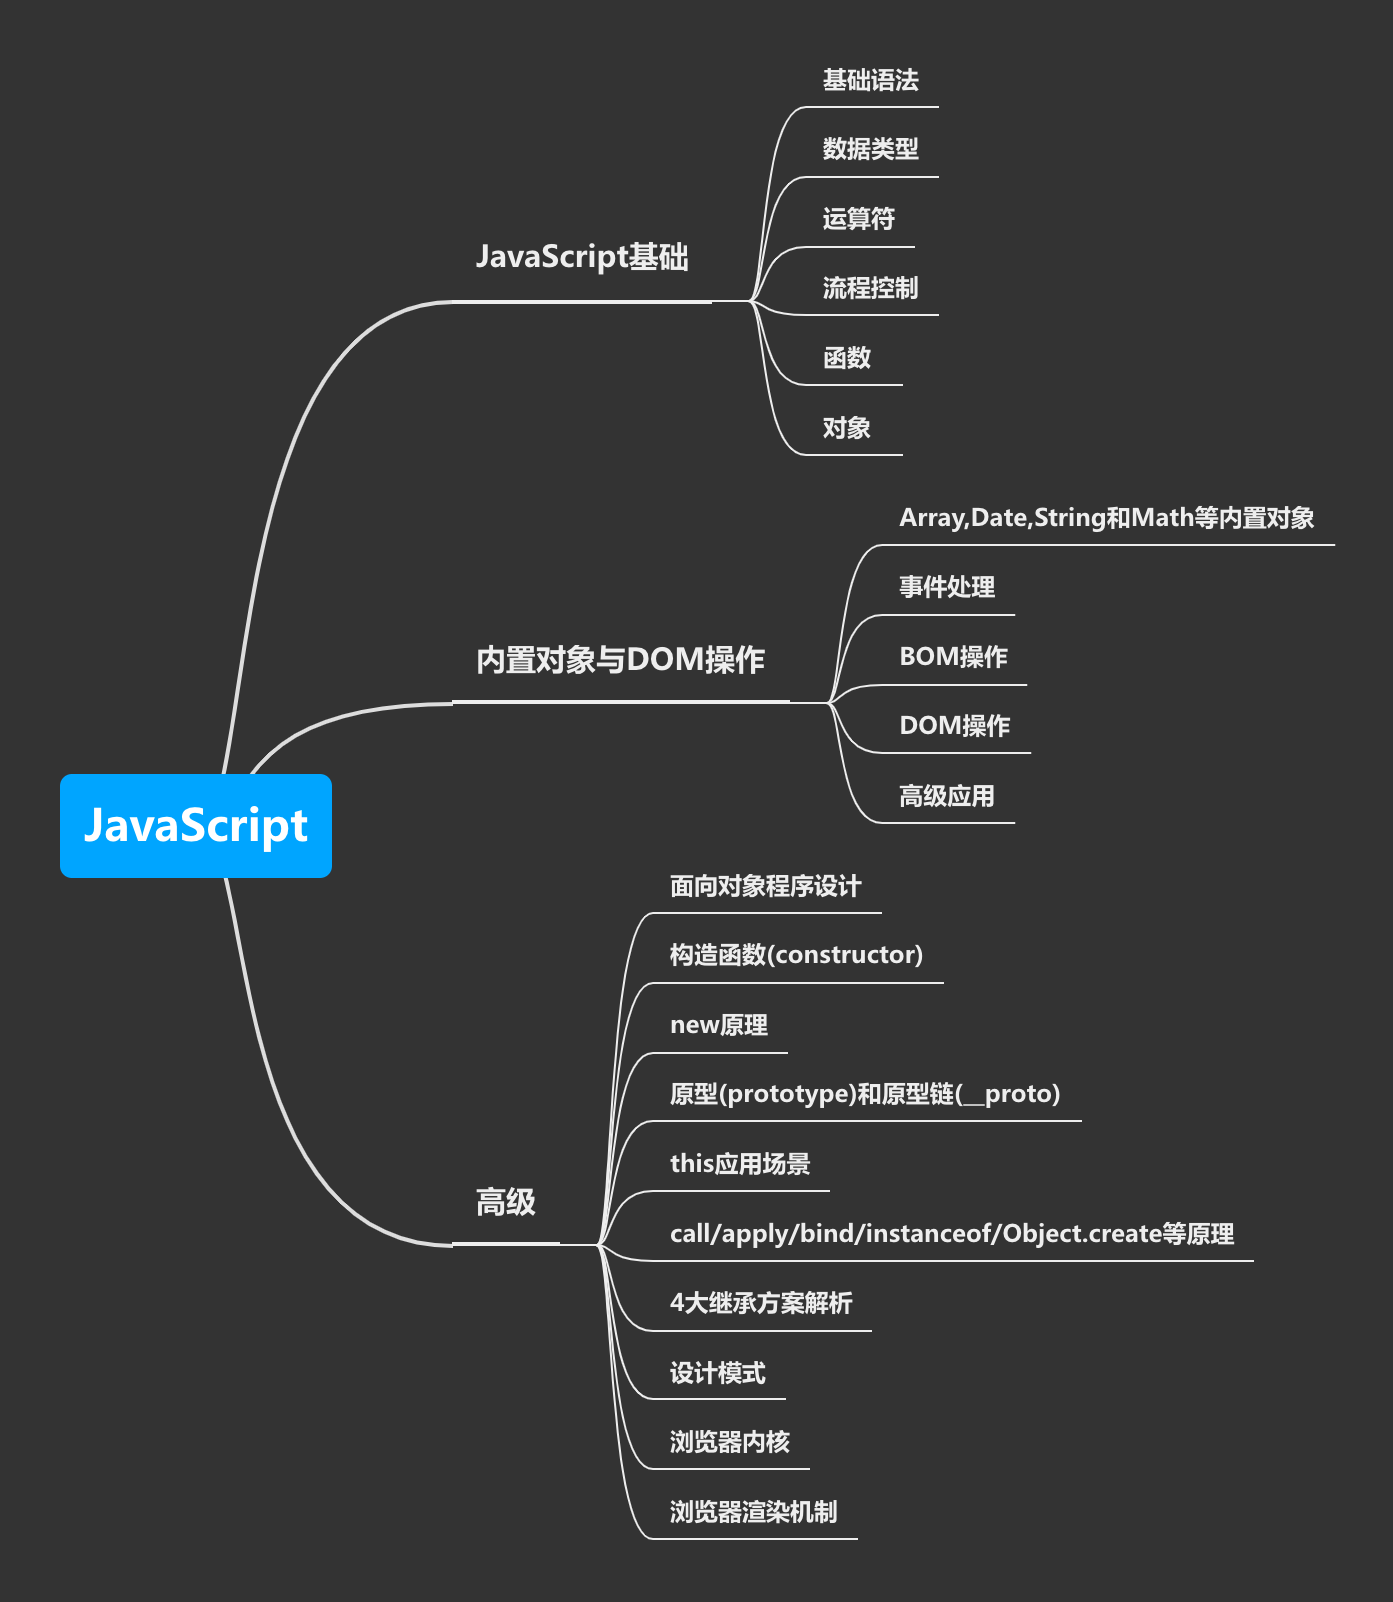 JavaScript
JavaScript基础
基础语法
数据类型
运算符
流程控制
函数
对象
内置对象与DOM操作
Array,Date,String和Math等内置对象
事件处理
BOM操作
DOM操作
高级应用
高级
面向对象程序设计
构造函数(constructor)
new原理
原型(prototype)和原型链(__proto)
this应用场景
call/apply/bind/instanceof/Object.create等原理
4大继承方案解析
设计模式
浏览器内核
浏览器渲染机制